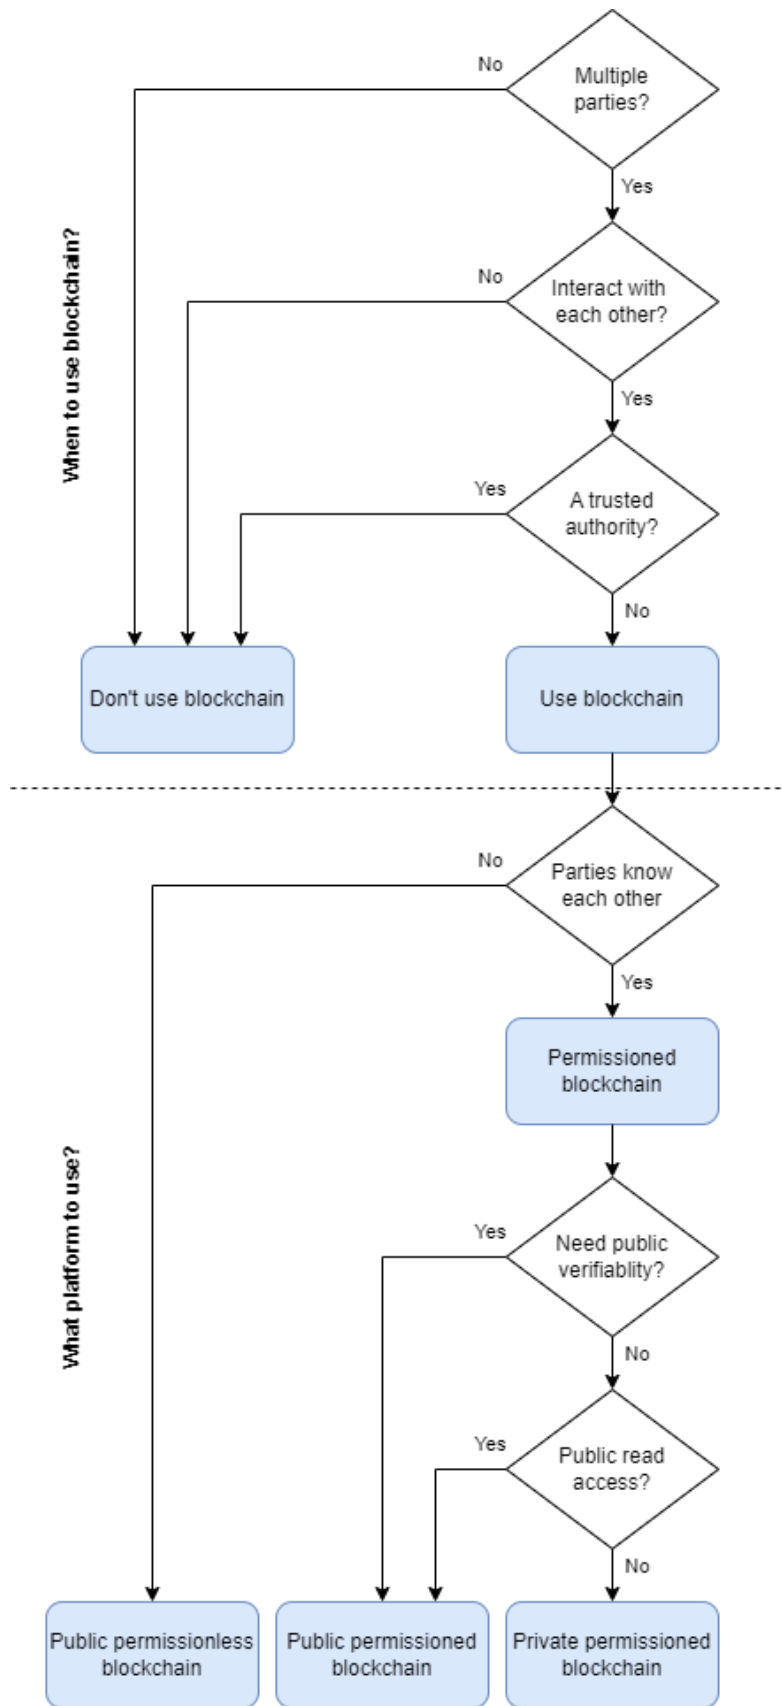 No
Multiple
parties?
Yes
When to use blockchain?
No
Interact with
each other?
Yes
Yes
A trusted
authority?
No
Don't use blockchain
Use blockchain
No
Parties know
each other
Yes
Permissioned
blockchain
What platform to use?
Yes
Need public
verifiablity?
No
Yes
Public read
access?
No
Public permissionless
blockchain
Public permissioned
blockchain
Private permissioned
blockchain